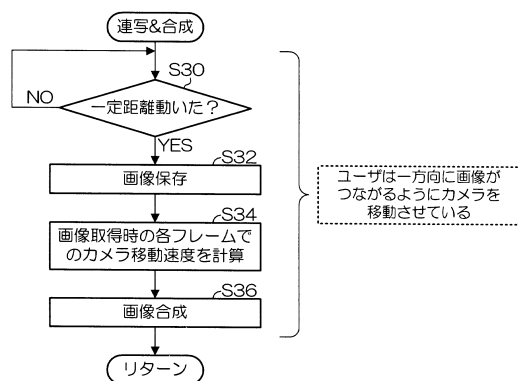 連写&合成
S30
NO
一定距離動いた？
YES
S32
画像保存
S34
画像取得時の各フレームで
のカメラ移動速度を計算
S36
画像合成
リターン
ユーザは一方向に画像が
つながるようにカメラを
移動させている